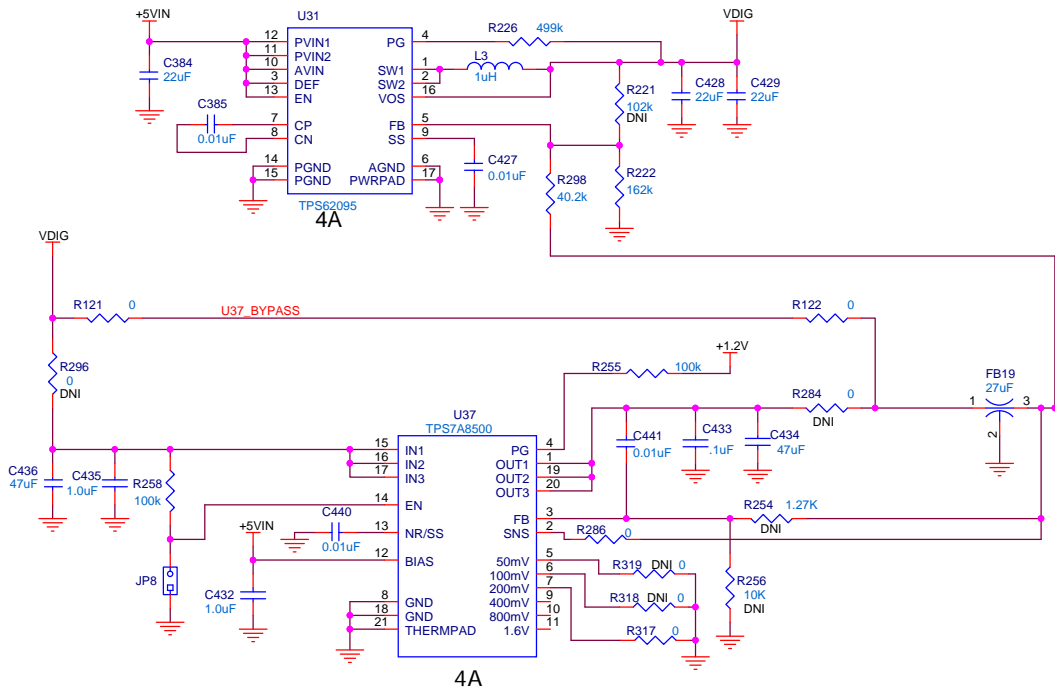 +5VIN
U31
12 PVIN1
11 PVIN2
10 AVIN
3 DEF
13 EN
7 CP
8 CN
14 PGND
15 PGND
PG 4
SW1 1
SW2 2
VOS 16
FB 5
SS 9
AGND 6
PWRPAD 17
TPS62095
4A
C384
22uF
C385
0.01uF
R226 499k
L3
1uH
VDIG
R221
102k
DNI
C428
22uF
C429
22uF
C427
0.01uF
R298
40.2k
R222
162k
VDIG
R121 0
U37_BYPASS
R122 0
R296
0
DNI
+1.2V
R255 100k
R284 0
DNI
FB19
27uF
1 3
2
U37
TPS7A8500
15 IN1
16 IN2
17 IN3
14 EN
13 NR/SS
12 BIAS
8 GND
18 GND
21 THERMPAD
PG 4
OUT1 1
OUT2 19
OUT3 20
FB 3
SNS 2
50mV 5
100mV 6
200mV 7
400mV 9
800mV 10
1.6V 11
4A
C436
47uF
C435
1.0uF
R258
100k
JP8
C440
0.01uF
+5VIN
C432
1.0uF
C441
0.01uF
C433
.1uF
C434
47uF
R254 1.27K
DNI
R286 0
R256
10K
DNI
R319 DNI 0
R318 DNI 0
R317 0